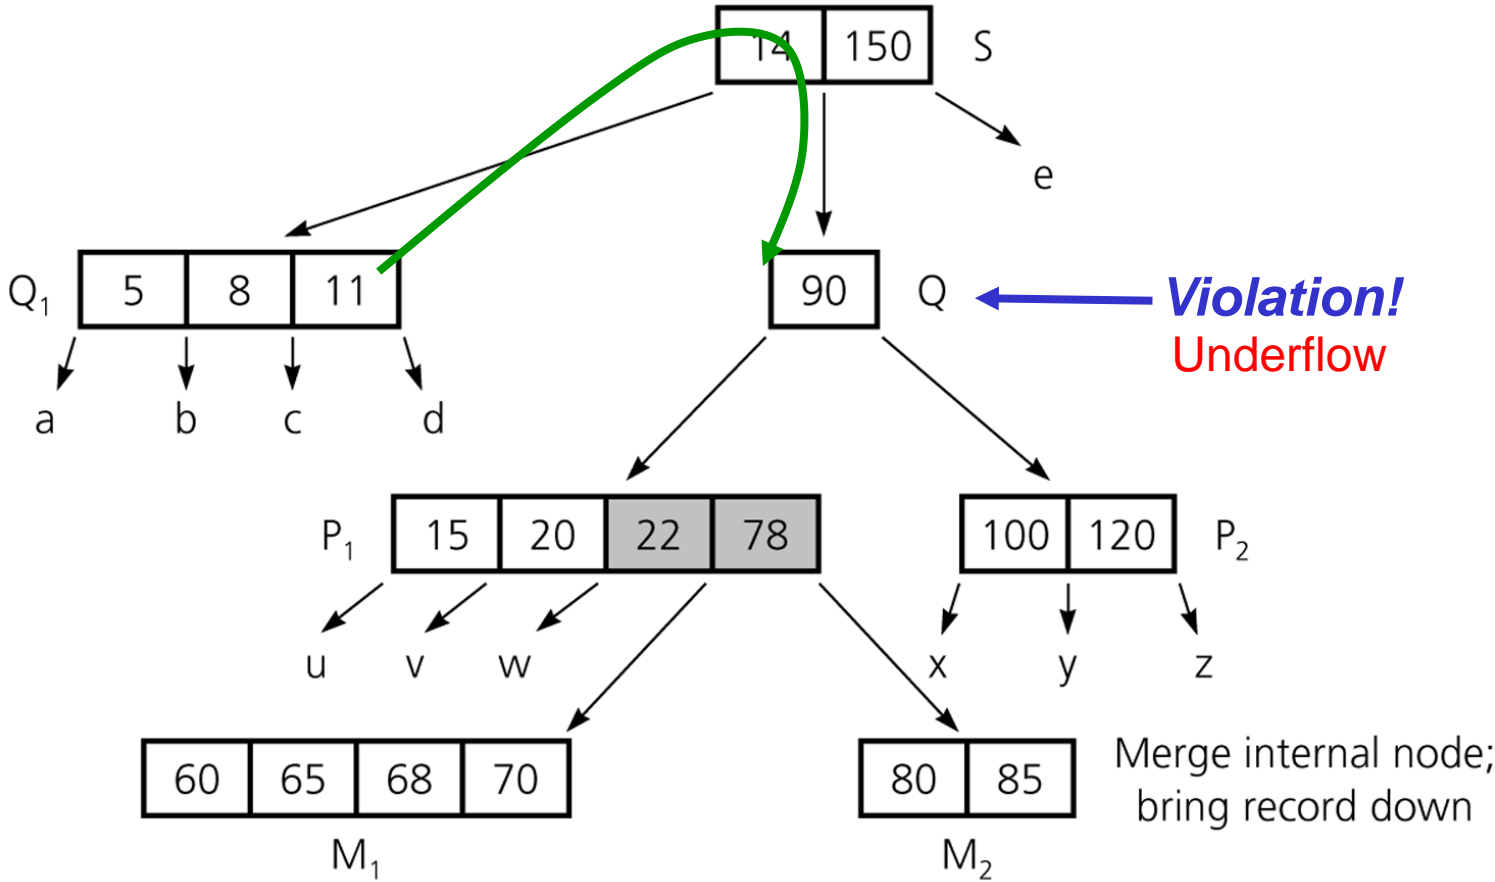 14 150 S
e
Q₁ 5 8 11
90 Q
Violation!
Underflow
a b c d
P₁ 15 20 22 78
100 120 P₂
u v w x y z
60 65 68 70
80 85
Merge internal node;
bring record down
M₁ M₂